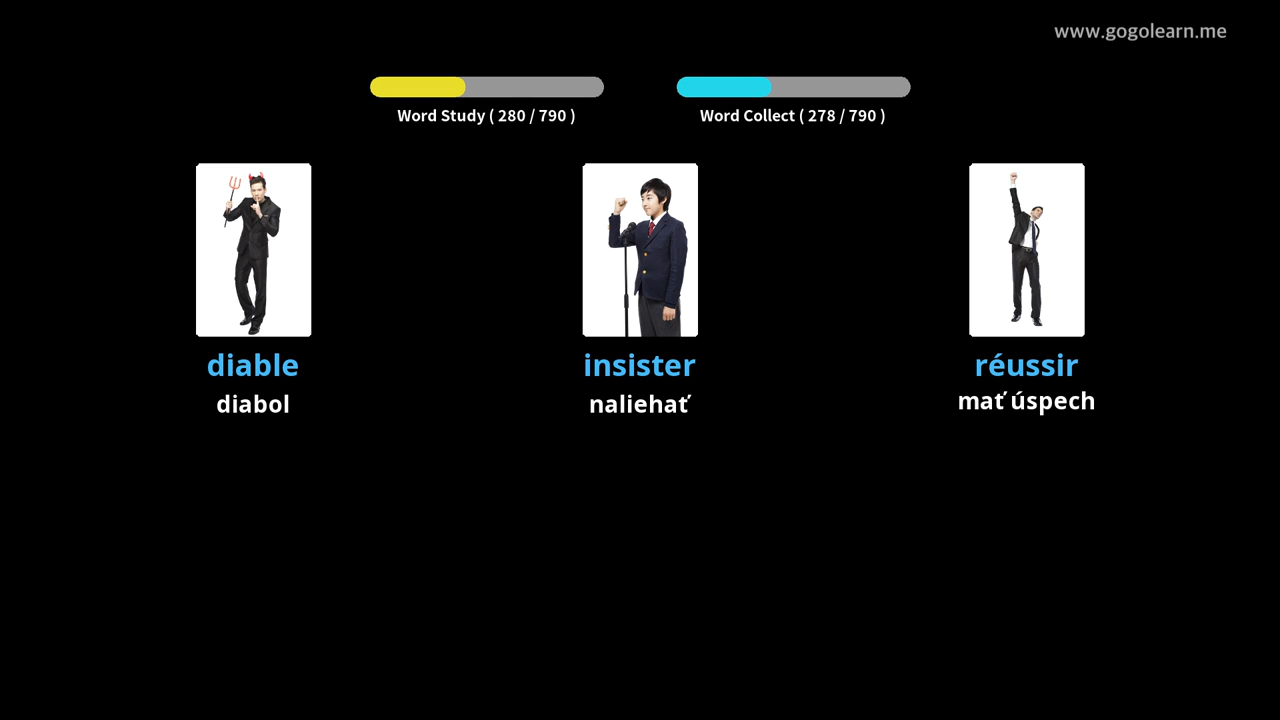 www.gogolearn.me
Word Study ( 280 / 790 )
Word Collect ( 278 / 790 )
diable
diabol
insister
naliehať
réussir
mať úspech